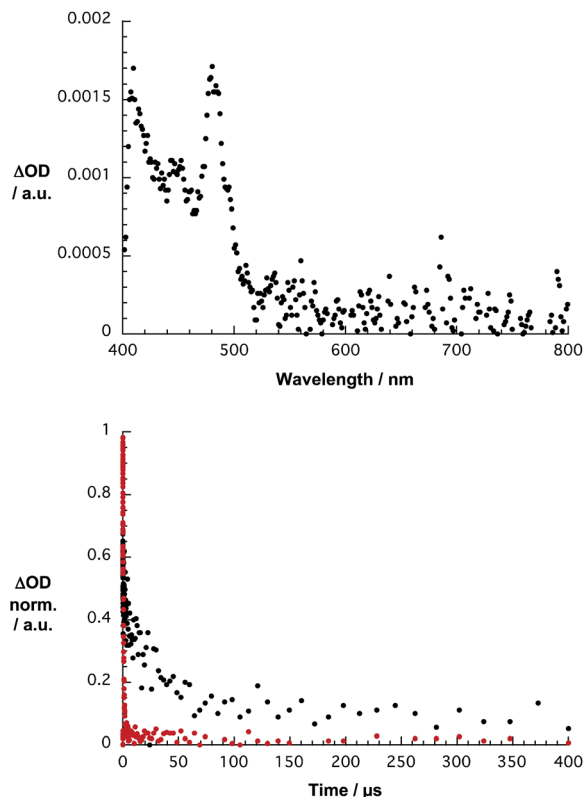 0.002
0.0015
0.001
0.0005
0
ΔOD
/ a.u.
400 500 600 700 800
Wavelength / nm
1
0.8
0.6
0.4
0.2
0
ΔOD
norm.
/ a.u.
0 50 100 150 200 250 300 350 400
Time / µs